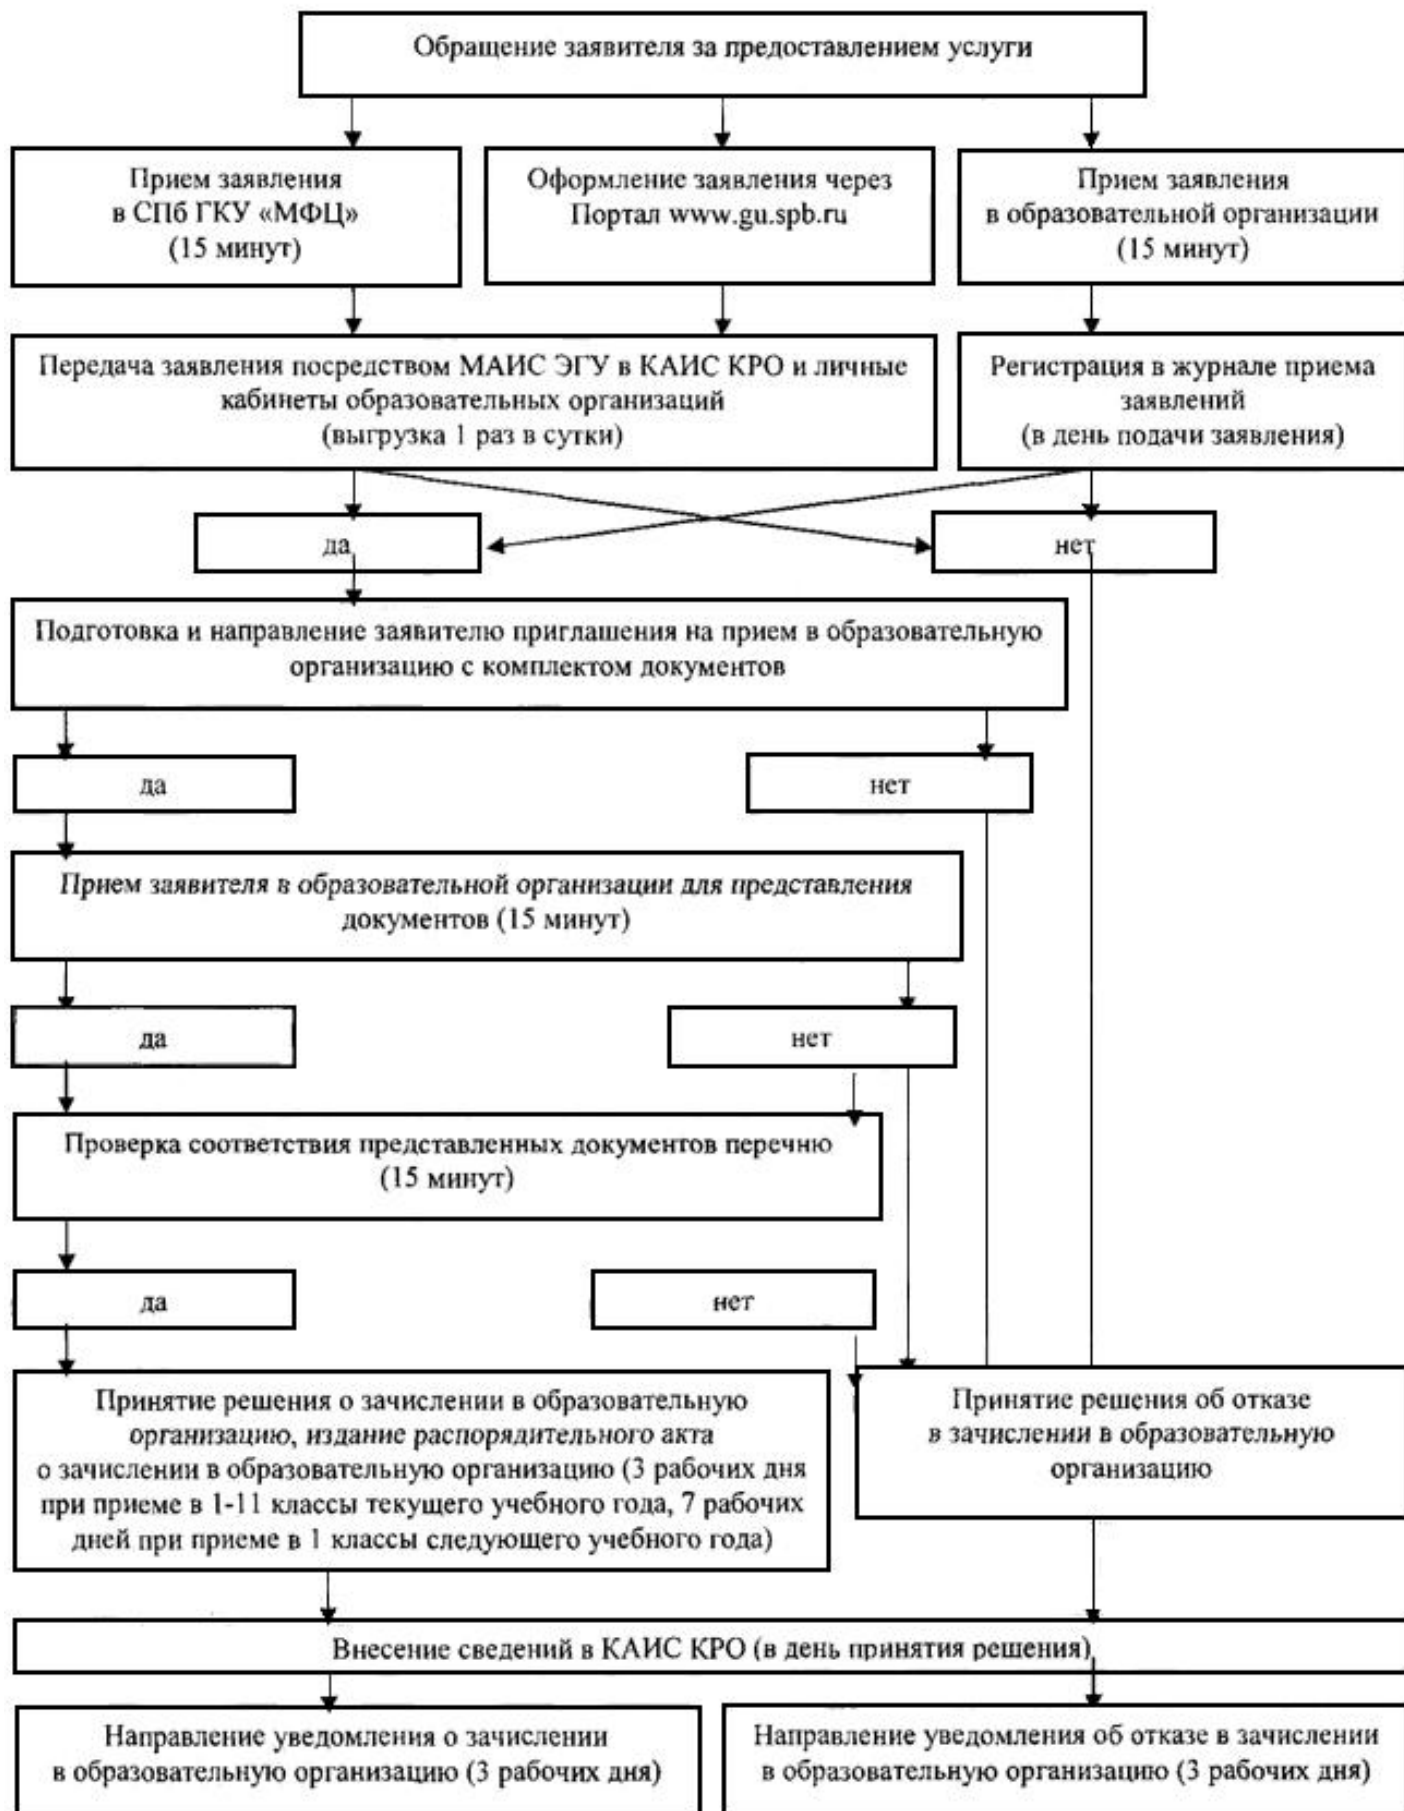 Обращение заявителя за предоставлением услуги
Прием заявления
в СПб ГКУ «МФЦ»
(15 минут)
Оформление заявления через
Портал www.gu.spb.ru
Прием заявления
в образовательной организации
(15 минут)
Передача заявления посредством МАИС ЭГУ в КАИС КРО и личные
кабинеты образовательных организаций
(выгрузка 1 раз в сутки)
Регистрация в журнале приема
заявлений
(в день подачи заявления)
да
нет
Подготовка и направление заявителю приглашения на прием в образовательную
организацию с комплектом документов
да
нет
Прием заявителя в образовательной организации для представления
документов (15 минут)
да
нет
Проверка соответствия представленных документов перечню
(15 минут)
да
нет
Принятие решения о зачислении в образовательную
организацию, издание распорядительного акта
о зачислении в образовательную организацию (3 рабочих дня
при приеме в 1-11 классы текущего учебного года, 7 рабочих
дней при приеме в 1 классы следующего учебного года)
Принятие решения об отказе
в зачислении в образовательную
организацию
Внесение сведений в КАИС КРО (в день принятия решения)
Направление уведомления о зачислении
в образовательную организацию (3 рабочих дня)
Направление уведомления об отказе в зачислении
в образовательную организацию (3 рабочих дня)